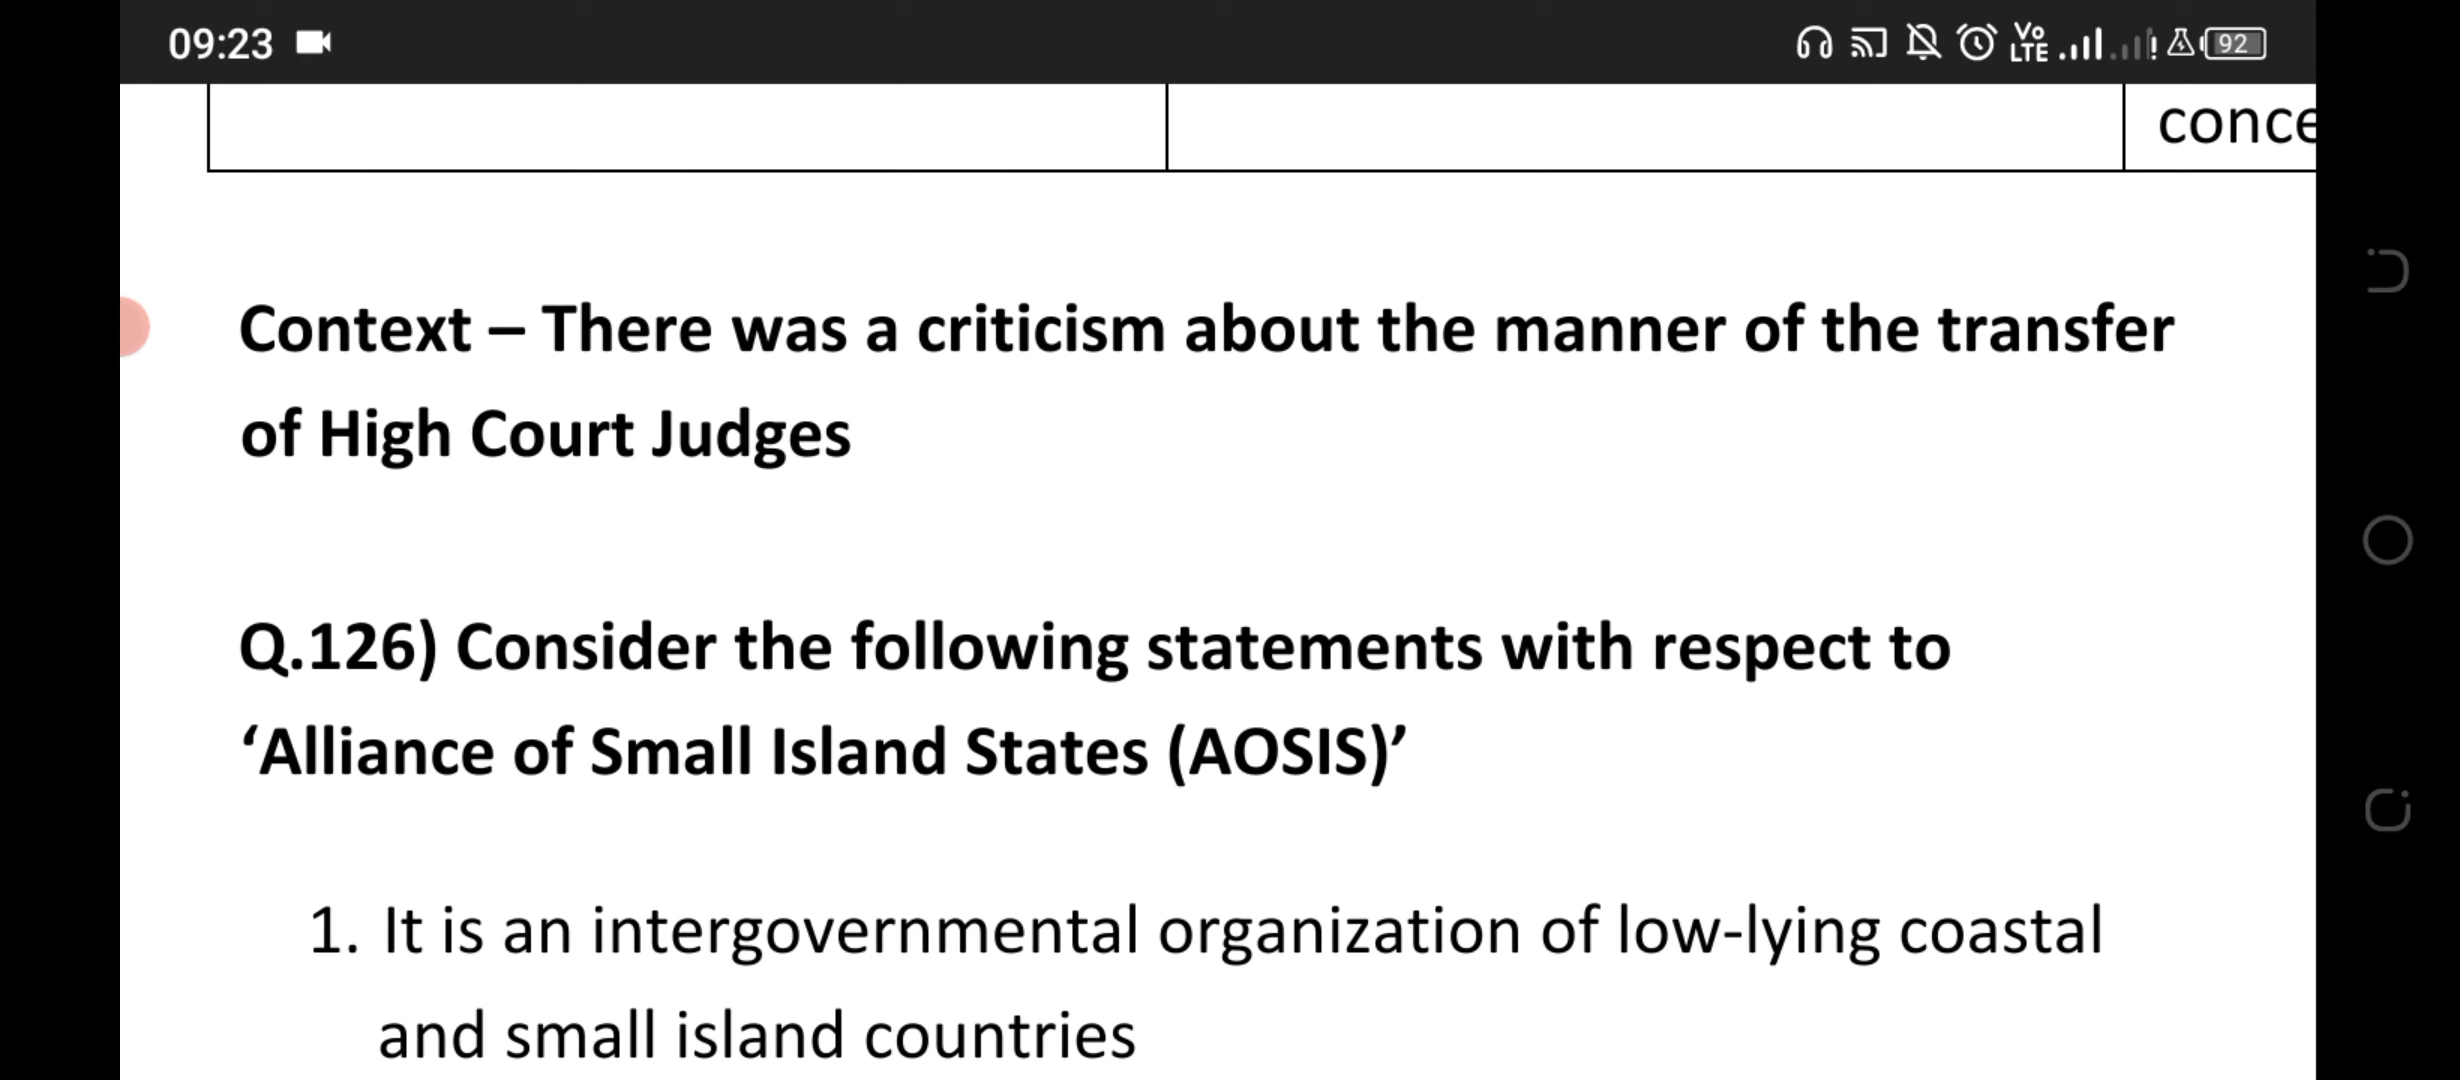 09:23
Vo LTE 92
conce
Context – There was a criticism about the manner of the transfer
of High Court Judges
Q.126) Consider the following statements with respect to
‘Alliance of Small Island States (AOSIS)’
1. It is an intergovernmental organization of low-lying coastal
and small island countries